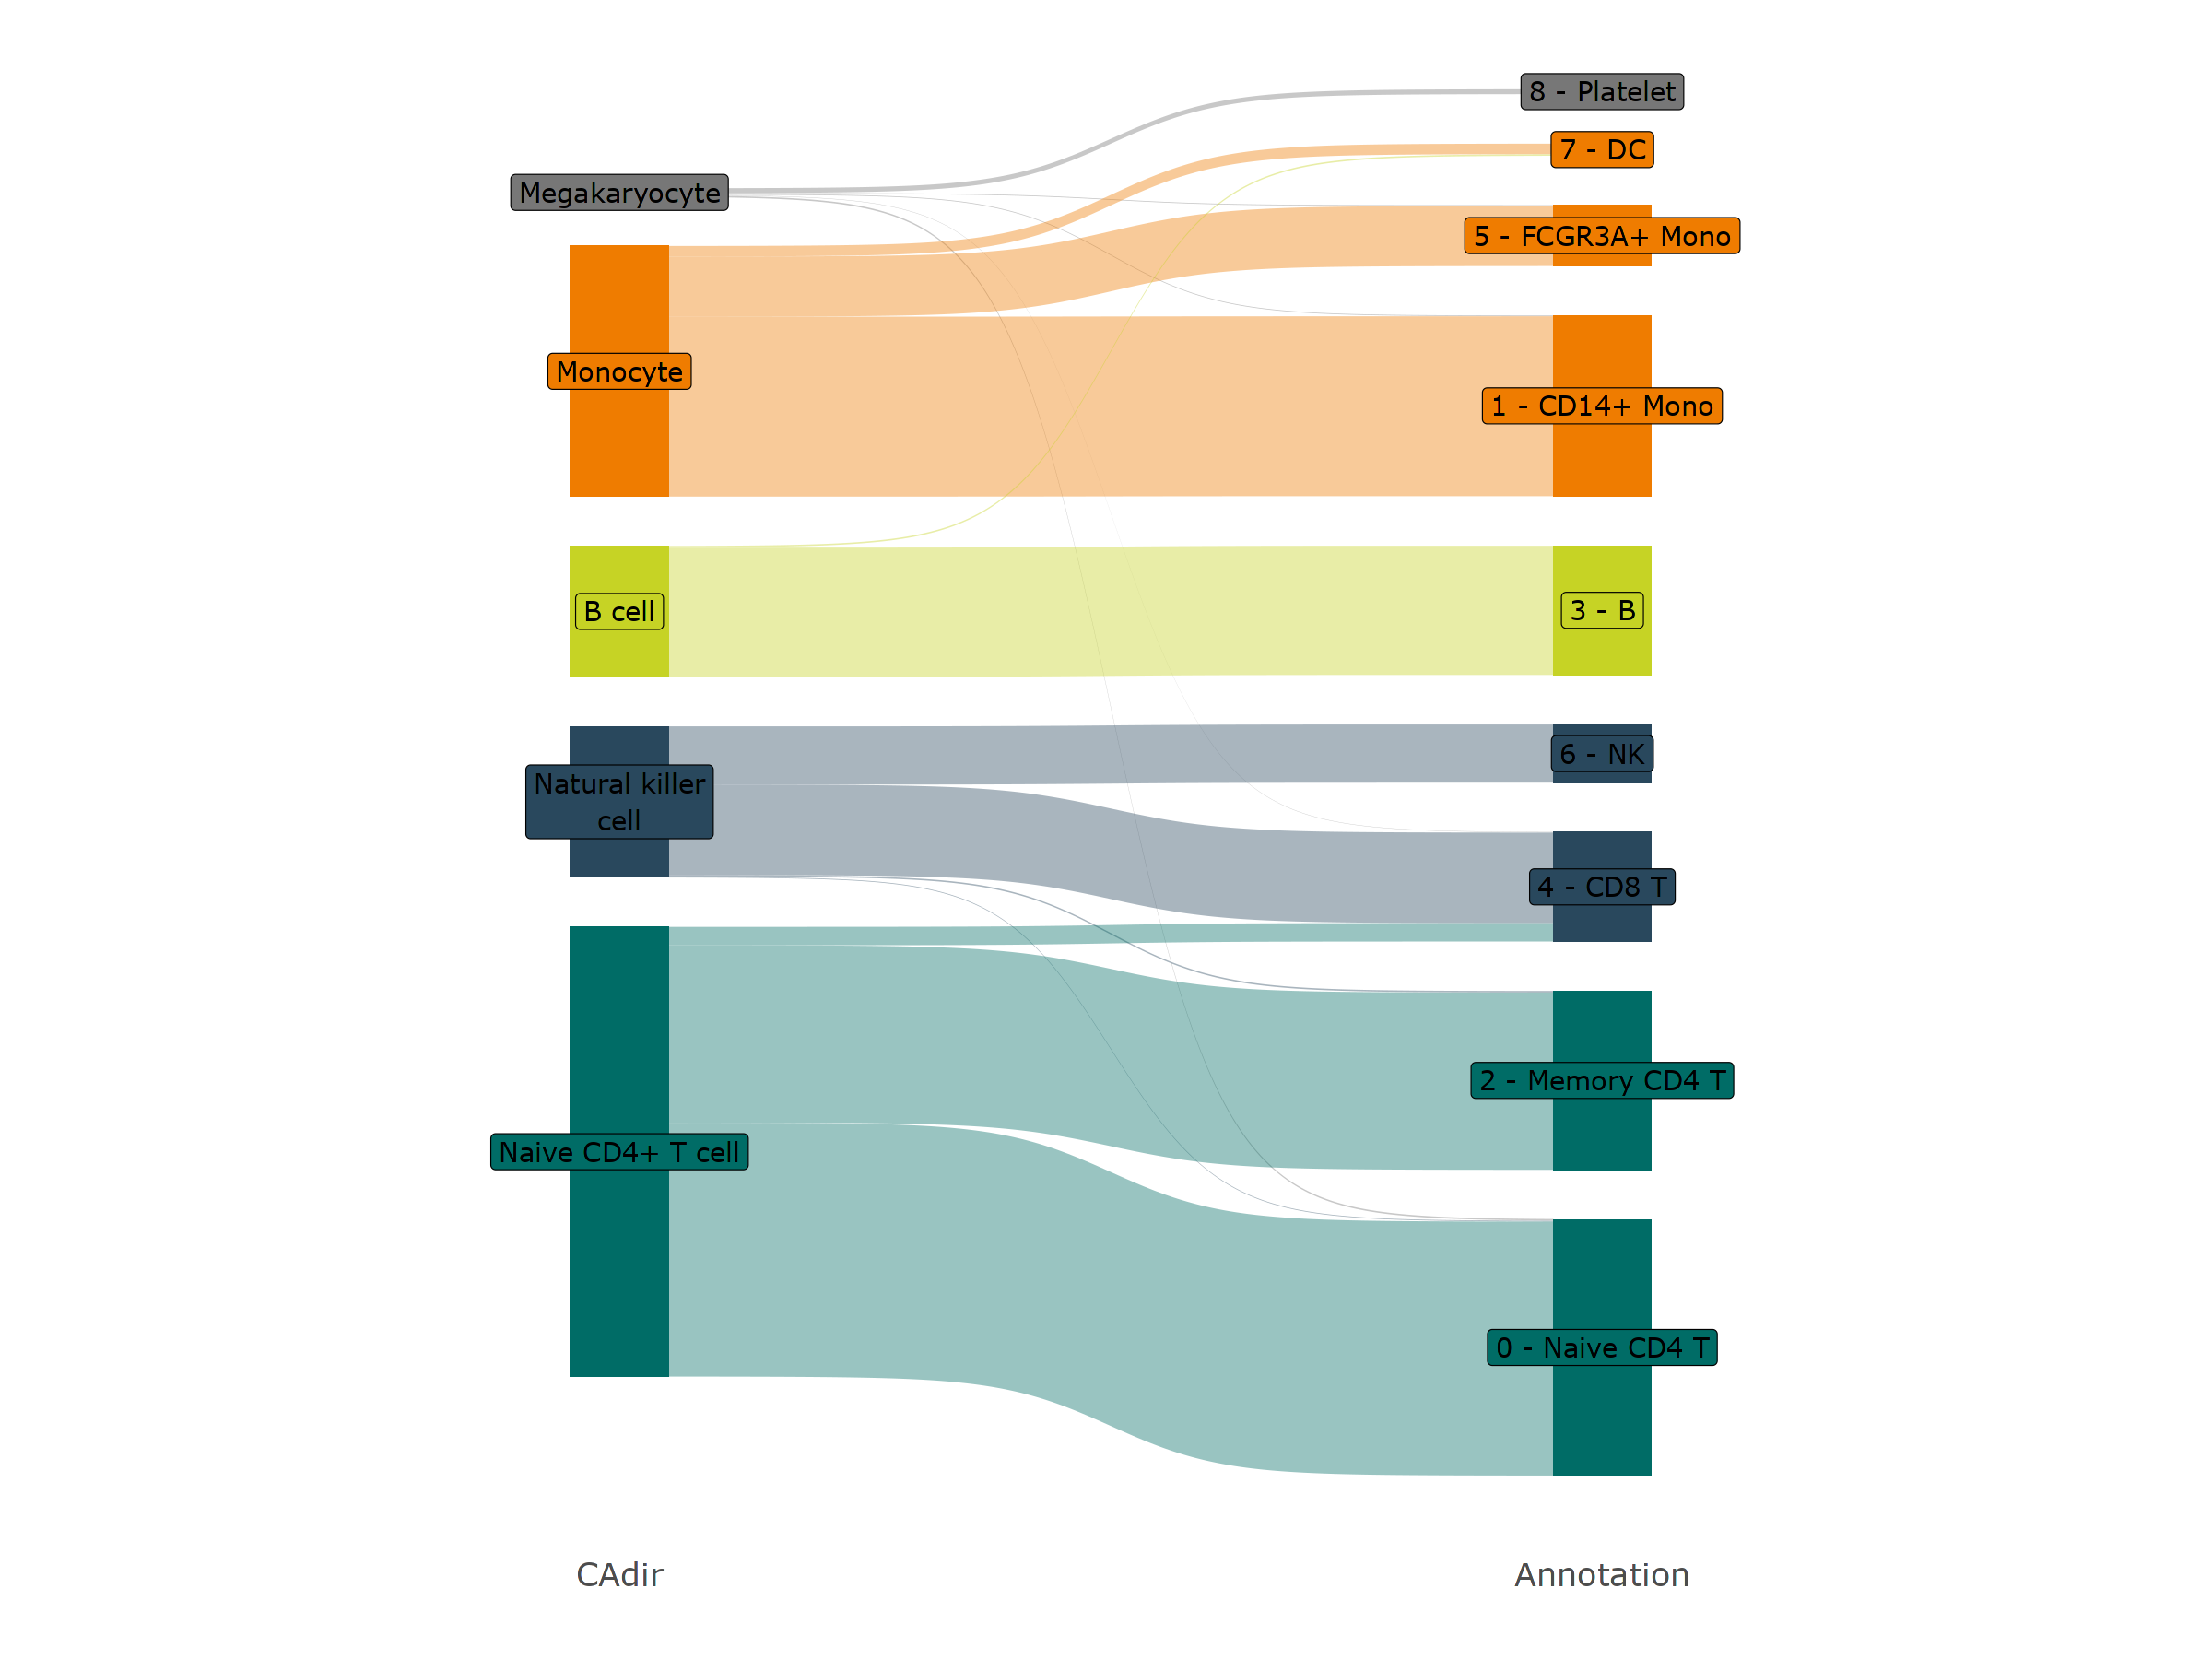 Megakaryocyte
Monocyte
B cell
Natural killer
cell
Naive CD4+ T cell
8 - Platelet
7 - DC
5 - FCGR3A+ Mono
1 - CD14+ Mono
3 - B
6 - NK
4 - CD8 T
2 - Memory CD4 T
0 - Naive CD4 T
CAdir
Annotation